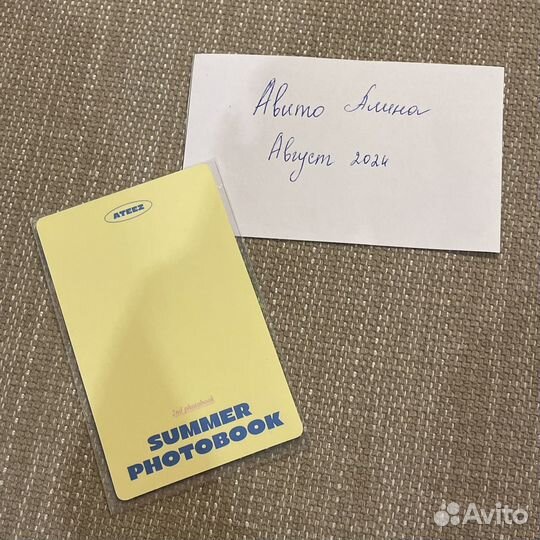 Авито Алина
Август 2024
ATEEZ
2nd photobook
SUMMER
PHOTOBOOK
Avito